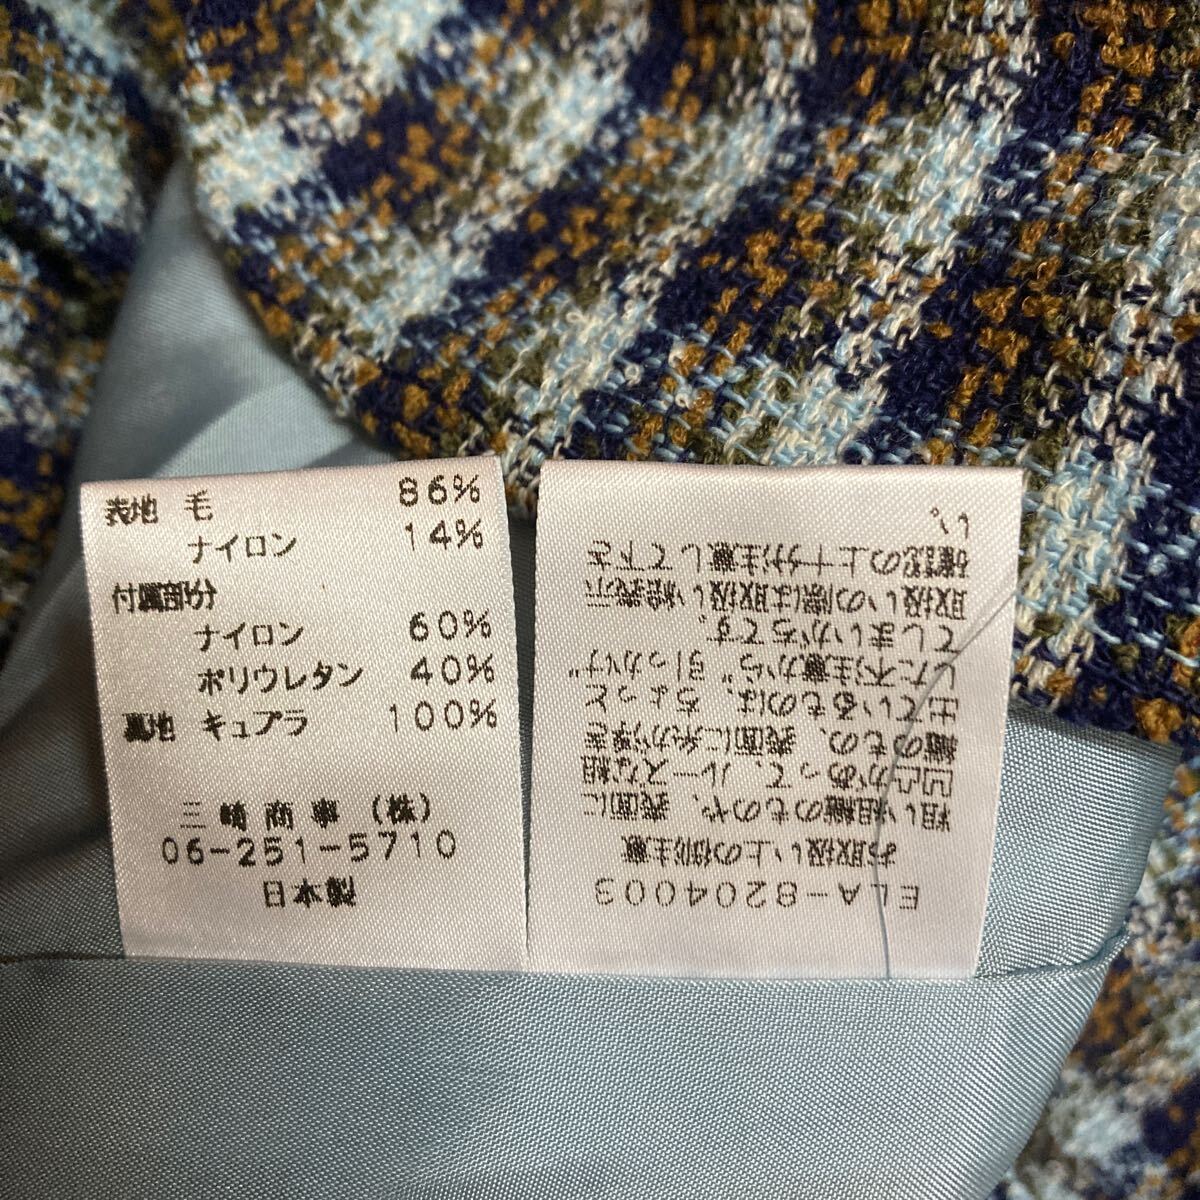 表地 毛 86%
ナイロン 14%
付属部分
ナイロン 60%
ポリウレタン 40%
裏地 キュプラ 100%
三崎商事(株)
06-251-5710
日本製
ELA-8204003
お取扱い上の御注意
粗い組織のものや、表面に
凹凸があって、ルーズな組
織のもの、表面に糸が浮き
出ているものは、ちょっと
した不注意から"引っかけ"
てしまいがちです。
取扱いの際は取扱い絵表示
確認の上十分注意して下さ
い。